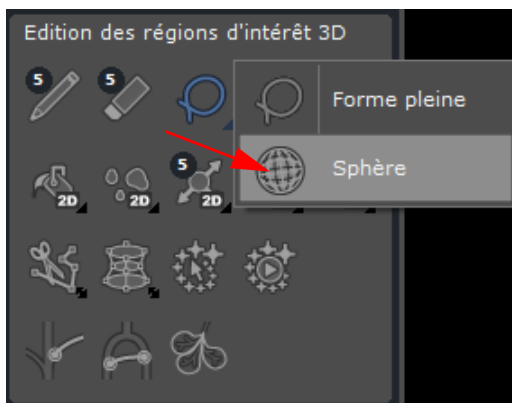 Edition des régions d'intérêt 3D
5 5 Forme pleine
5 Sphère
2D 2D 2D